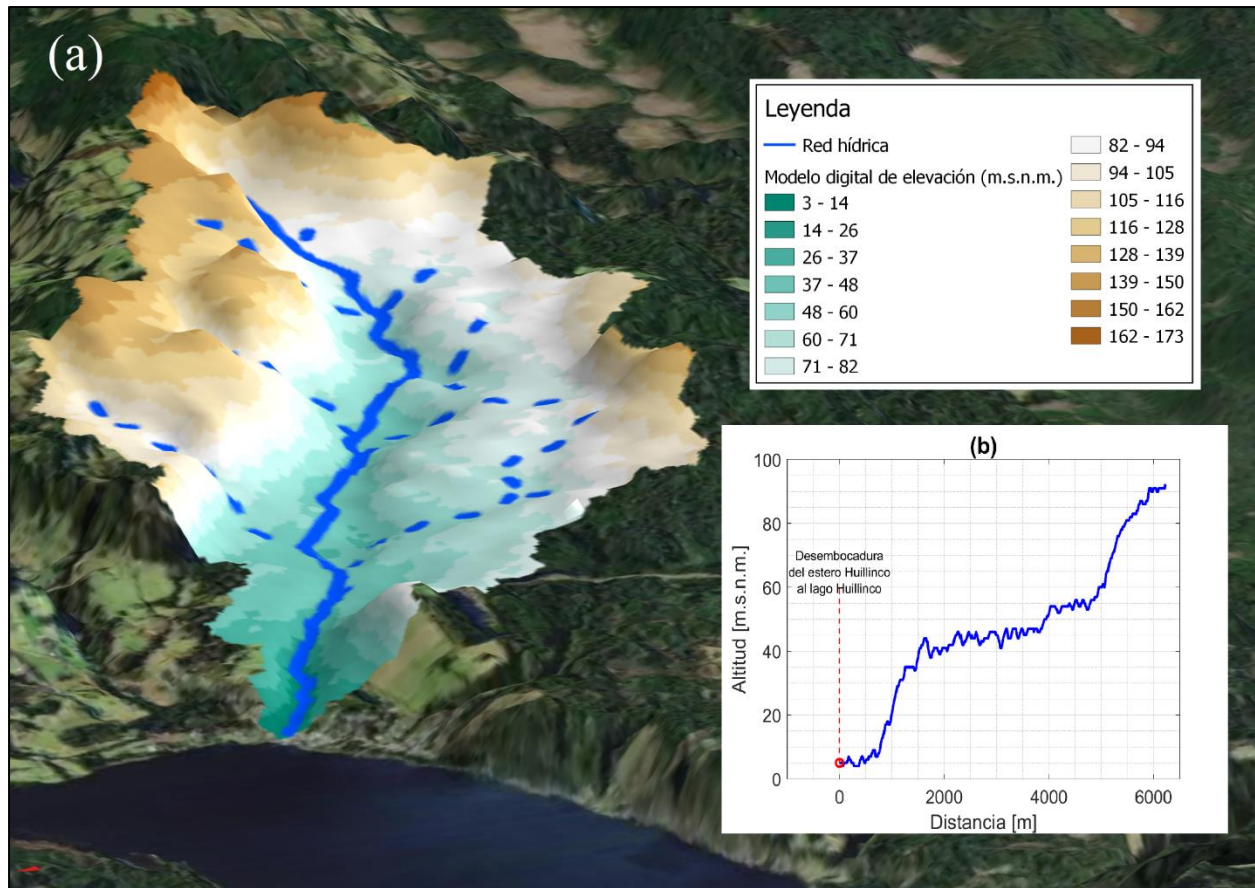 (a)
Leyenda
Red hídrica
Modelo digital de elevación (m.s.n.m.)
3 - 14
14 - 26
26 - 37
37 - 48
48 - 60
60 - 71
71 - 82
82 - 94
94 - 105
105 - 116
116 - 128
128 - 139
139 - 150
150 - 162
162 - 173
(b)
100
80
60
40
20
0
Altitud [m.s.n.m.]
Desembocadura
del estero Huillinco
al lago Huillinco
0
2000
4000
6000
Distancia [m]